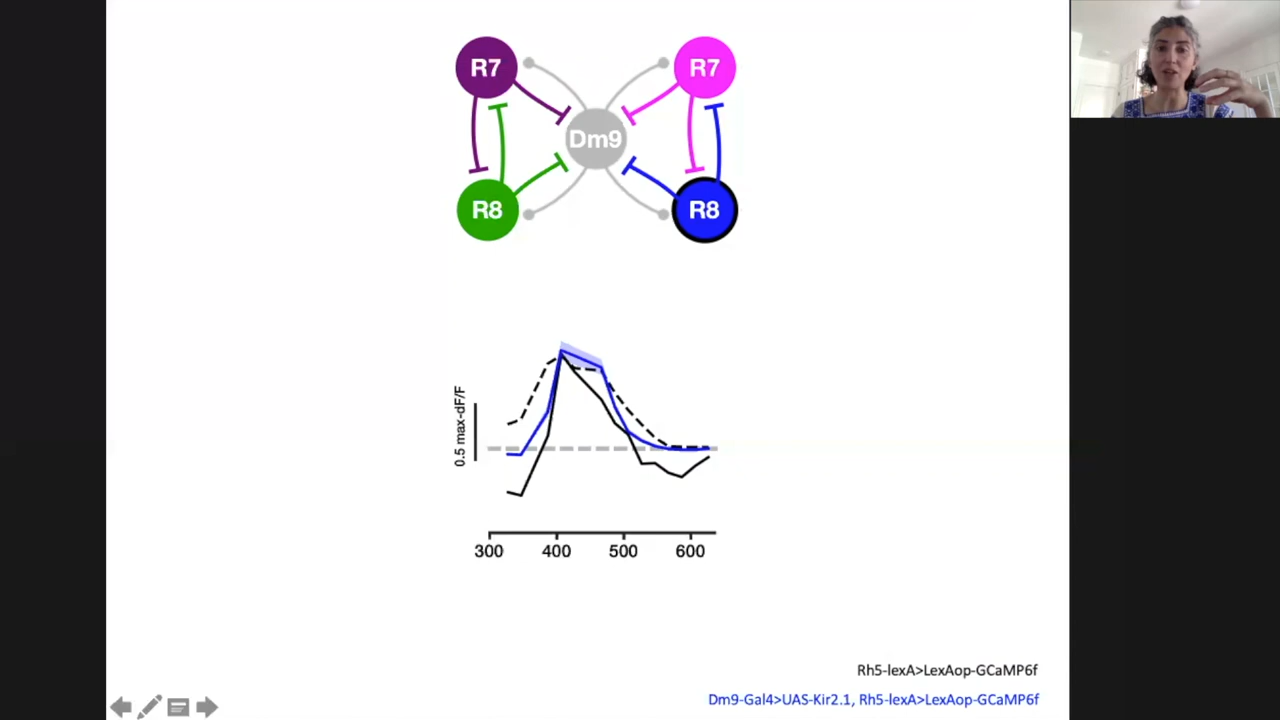 R7
R7
Dm9
R8
R8
0.5 max-dF/F
300 400 500 600
Rh5-lexA>LexAop-GCaMP6f
Dm9-Gal4>UAS-Kir2.1, Rh5-lexA>LexAop-GCaMP6f